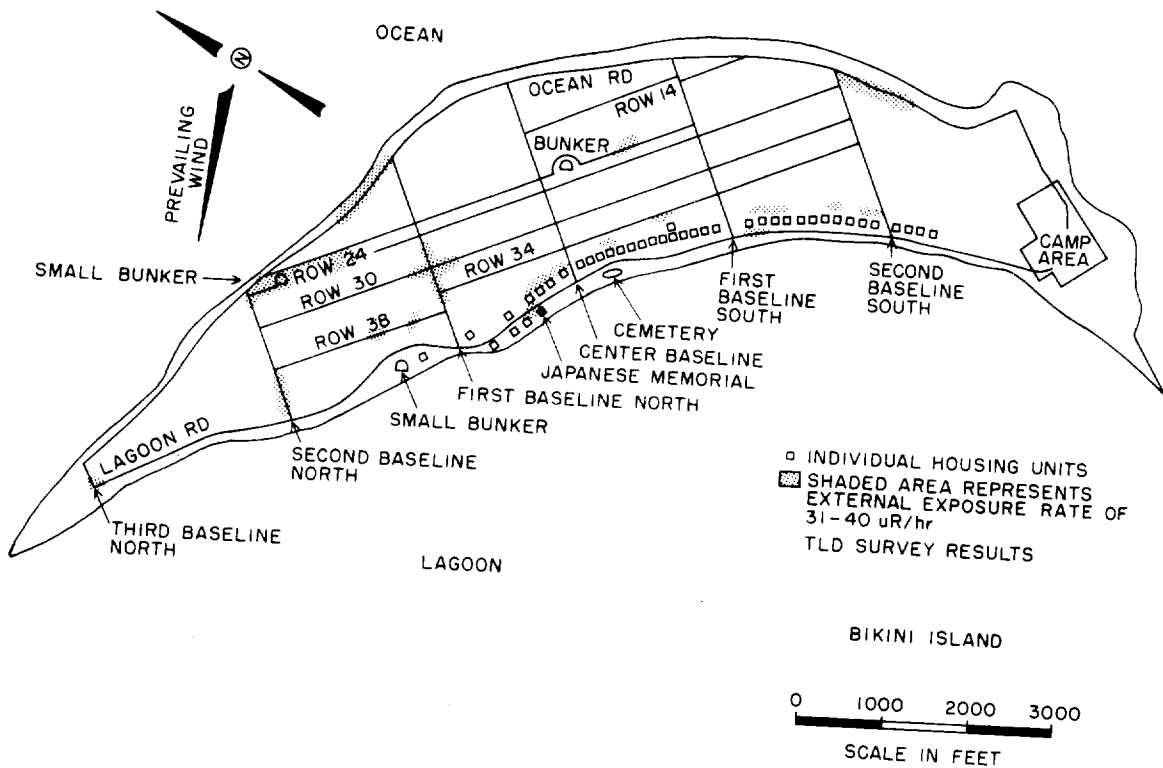 OCEAN
N
PREVAILING
WIND
OCEAN RD
ROW 14
BUNKER
SMALL BUNKER
ROW 24
ROW 30
ROW 34
ROW 38
CAMP
AREA
FIRST
BASELINE
SOUTH
SECOND
BASELINE
SOUTH
CEMETERY
CENTER BASELINE
JAPANESE MEMORIAL
FIRST BASELINE NORTH
SMALL BUNKER
LAGOON RD
SECOND BASELINE
NORTH
THIRD BASELINE
NORTH
LAGOON
INDIVIDUAL HOUSING UNITS
SHADED AREA REPRESENTS
EXTERNAL EXPOSURE RATE OF
31-40 uR/hr
TLD SURVEY RESULTS
BIKINI ISLAND
0 1000 2000 3000
SCALE IN FEET